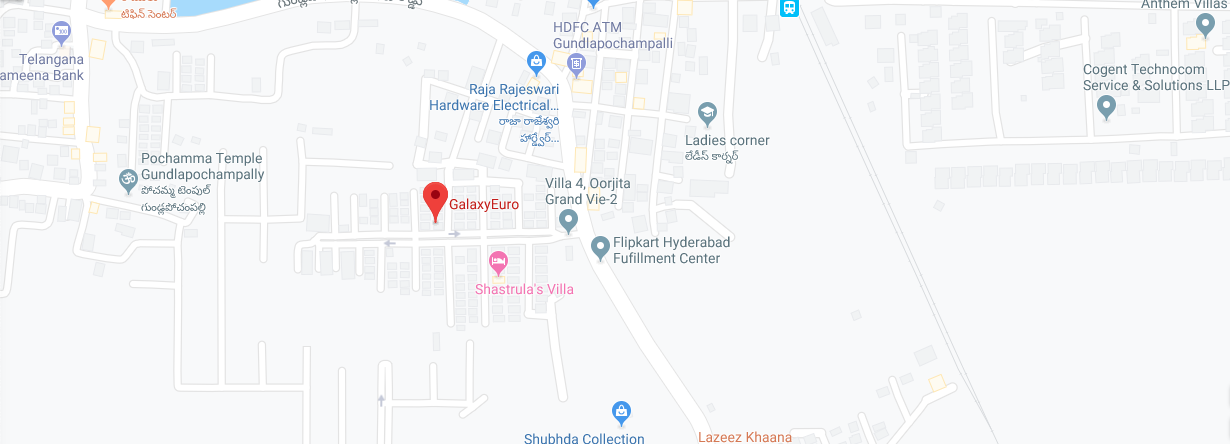 టిఫిన్ సెంటర్
Anthem Villas
Telangana
ameena Bank
HDFC ATM
Gundlapochampalli
Raja Rajeswari
Hardware Electrical...
రాజా రాజేశ్వరి
హార్డ్వేర్...
Cogent Technocom
Service & Solutions LLP
Ladies corner
లేడీస్ కార్నర్
Pochamma Temple
Gundlapochampally
పోచమ్మ టెంపుల్
గుండ్లపోచంపల్లి
Villa 4, Oorjita
Grand Vie-2
GalaxyEuro
Flipkart Hyderabad
Fufillment Center
Shastrula's Villa
Shubhda Collection
Lazeez Khaana